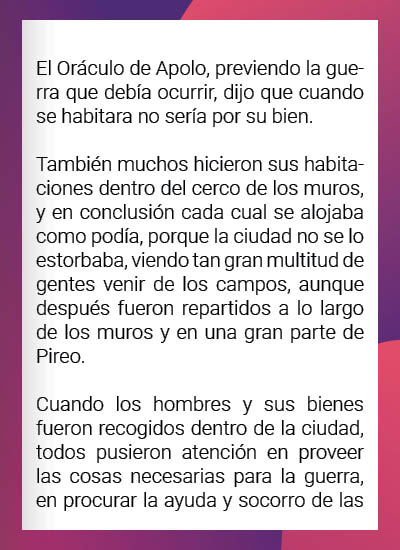 El Oráculo de Apolo, previendo la gue-
rra que debía ocurrir, dijo que cuando
se habitara no sería por su bien.
También muchos hicieron sus habita-
ciones dentro del cerco de los muros,
y en conclusión cada cual se alojaba
como podía, porque la ciudad no se lo
estorbaba, viendo tan gran multitud de
gentes venir de los campos, aunque
después fueron repartidos a lo largo
de los muros y en una gran parte de
Pireo.
Cuando los hombres y sus bienes
fueron recogidos dentro de la ciudad,
todos pusieron atención en proveer
las cosas necesarias para la guerra,
en procurar la ayuda y socorro de las